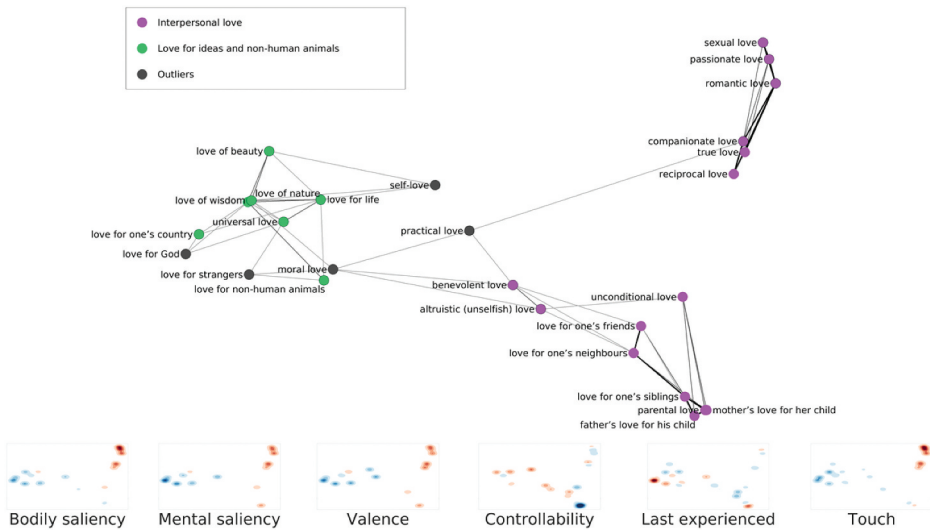 Interpersonal love
Love for ideas and non-human animals
Outliers
sexual love
passionate love
romantic love
companionate love
true love
reciprocal love
love of beauty
self-love
love of nature
love of wisdom
love for life
universal love
love for one's country
practical love
love for God
moral love
love for strangers
love for non-human animals
benevolent love
unconditional love
altruistic (unselfish) love
love for one's friends
love for one's neighbours
love for one's siblings
parental love
mother's love for her child
father's love for his child
Bodily saliency
Mental saliency
Valence
Controllability
Last experienced
Touch